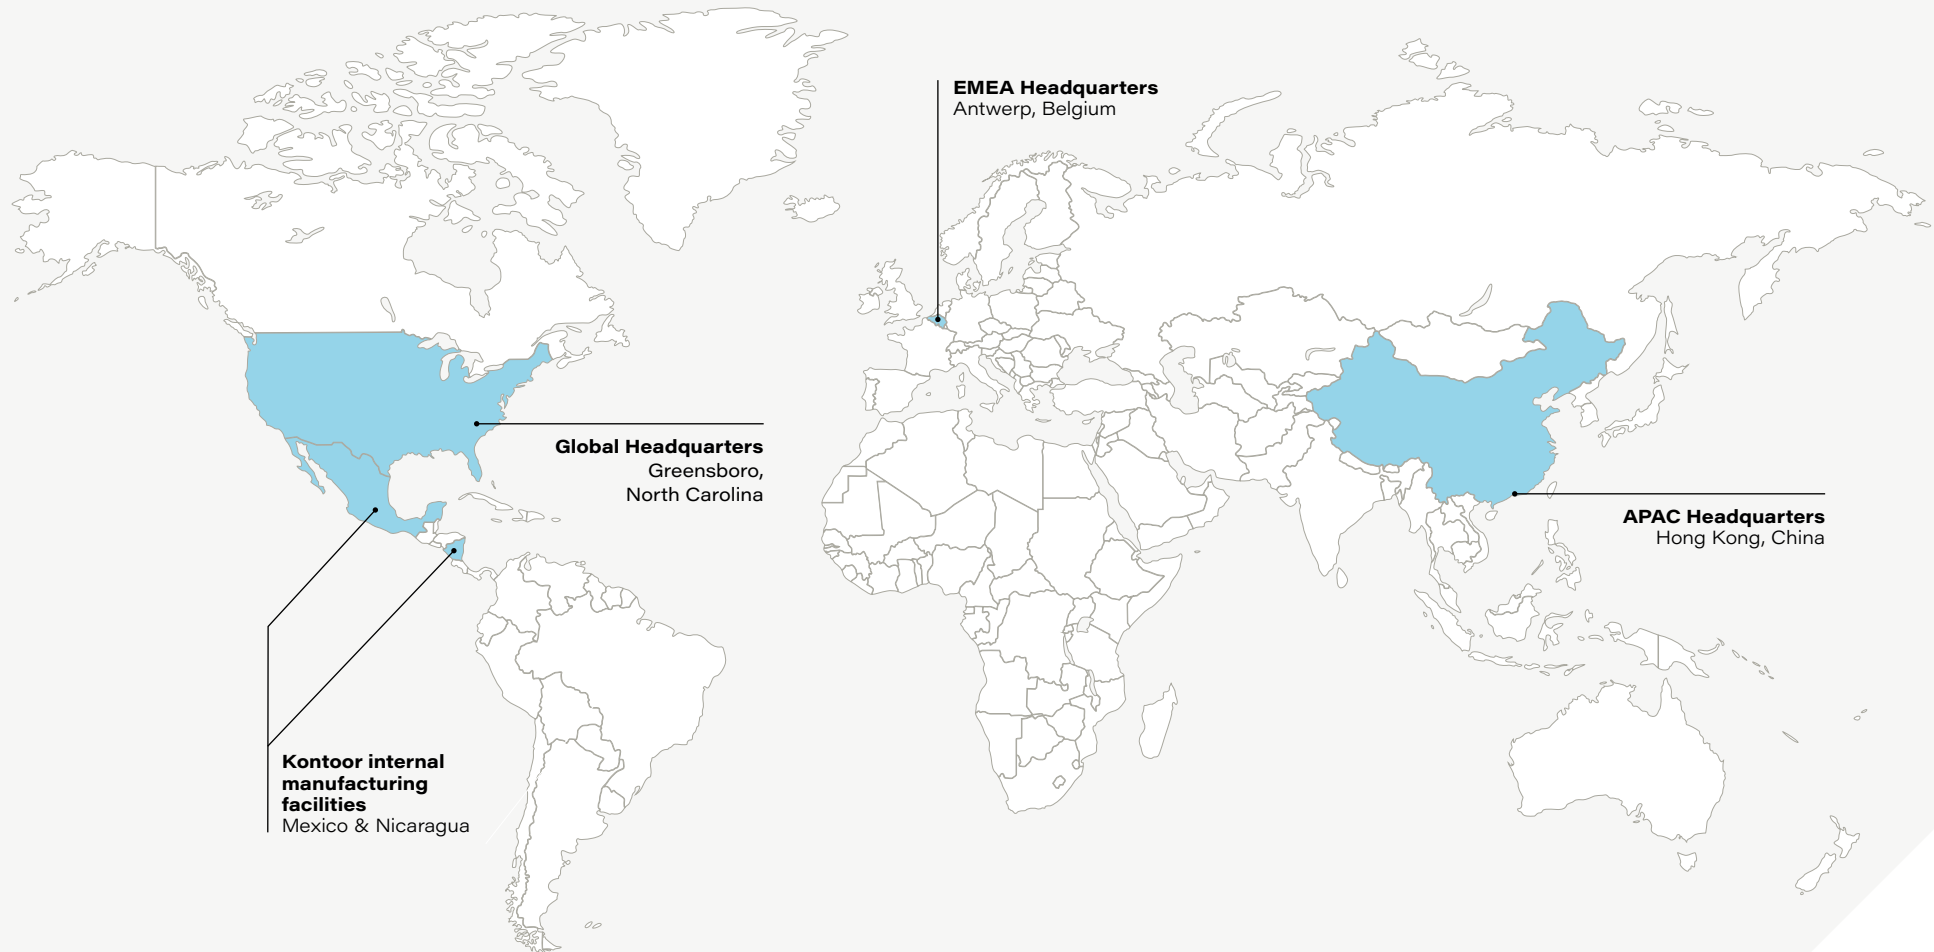 EMEA Headquarters
Antwerp, Belgium
Global Headquarters
Greensboro,
North Carolina
APAC Headquarters
Hong Kong, China
Kontoor internal
manufacturing
facilities
Mexico & Nicaragua